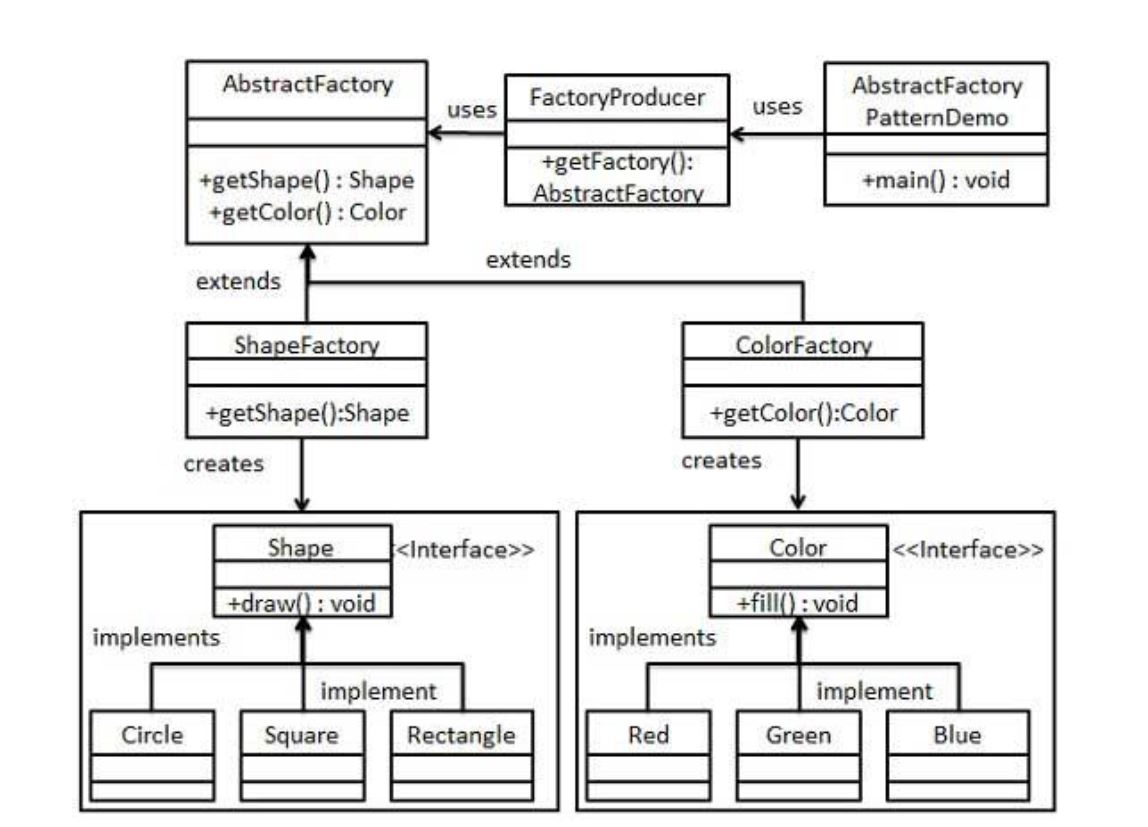 AbstractFactory
+getShape() : Shape
+getColor() : Color
uses
FactoryProducer
+getFactory():
AbstractFactory
uses
AbstractFactory
PatternDemo
+main() : void
extends
extends
ShapeFactory
+getShape():Shape
ColorFactory
+getColor():Color
creates
creates
Shape
<<Interface>>
+draw() : void
implements
implement
Circle
Square
Rectangle
Color
<<Interface>>
+fill() : void
implements
implement
Red
Green
Blue